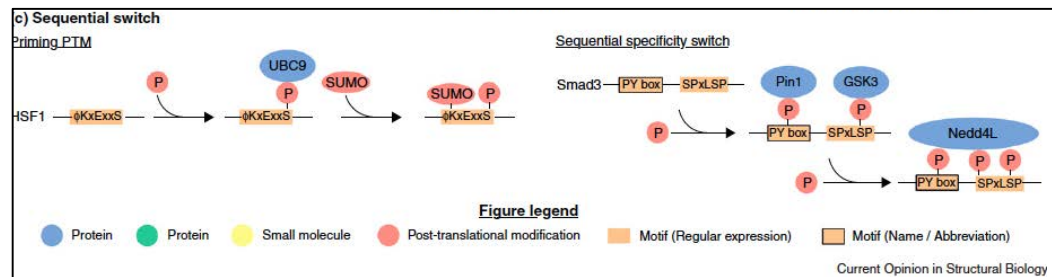 (c) Sequential switch
Priming PTM
HSF1
ϕKxExxS
P
UBC9
P
ϕKxExxS
SUMO
SUMO
P
ϕKxExxS
Sequential specificity switch
Smad3
PY box
SPxLSP
P
Pin1
GSK3
P
P
PY box
SPxLSP
P
Nedd4L
P
P
P
PY box
SPxLSP
Figure legend
Protein
Protein
Small molecule
Post-translational modification
Motif (Regular expression)
Motif (Name / Abbreviation)
Current Opinion in Structural Biology